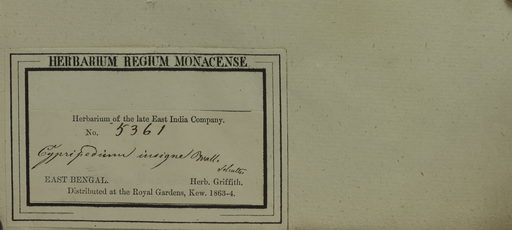 HERBARIUM REGIUM MONACENSE
Herbarium of the late East India Company.
No. 5361
Cypripedium insigne Wall.
EAST BENGAL. Herb. Griffith.
Distributed at the Royal Gardens, Kew. 1863-4.